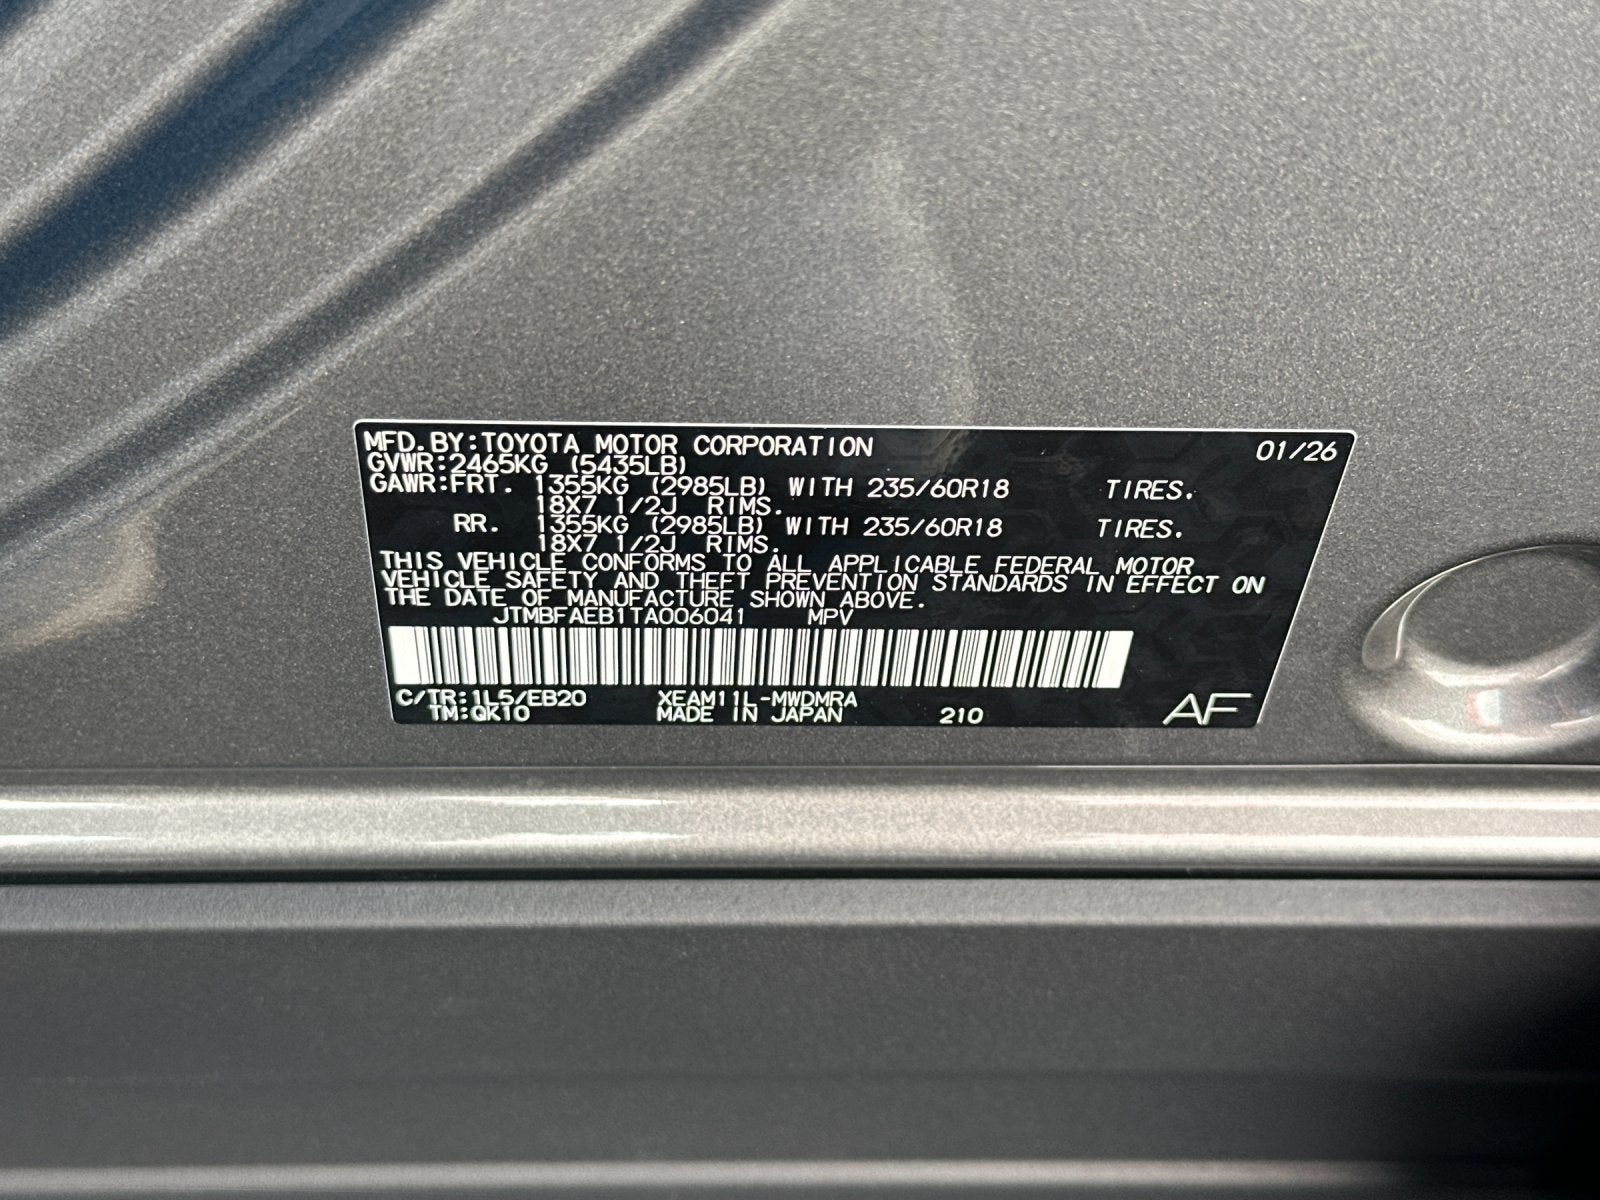 MFD.BY:TOYOTA MOTOR CORPORATION 01/26
GVWR:2465KG (5435LB)
GAWR:FRT. 1355KG (2985LB) WITH 235/60R18 TIRES.
18X7 1/2J RIMS.
RR. 1355KG (2985LB) WITH 235/60R18 TIRES.
18X7 1/2J RIMS.
THIS VEHICLE CONFORMS TO ALL APPLICABLE FEDERAL MOTOR
VEHICLE SAFETY AND THEFT PREVENTION STANDARDS IN EFFECT ON
THE DATE OF MANUFACTURE SHOWN ABOVE.
JTMBFAEB1TA006041 MPV
C/TR:1L5/EB20 XEAM11L-MWDMRA
TM:QK10 MADE IN JAPAN 210 AF